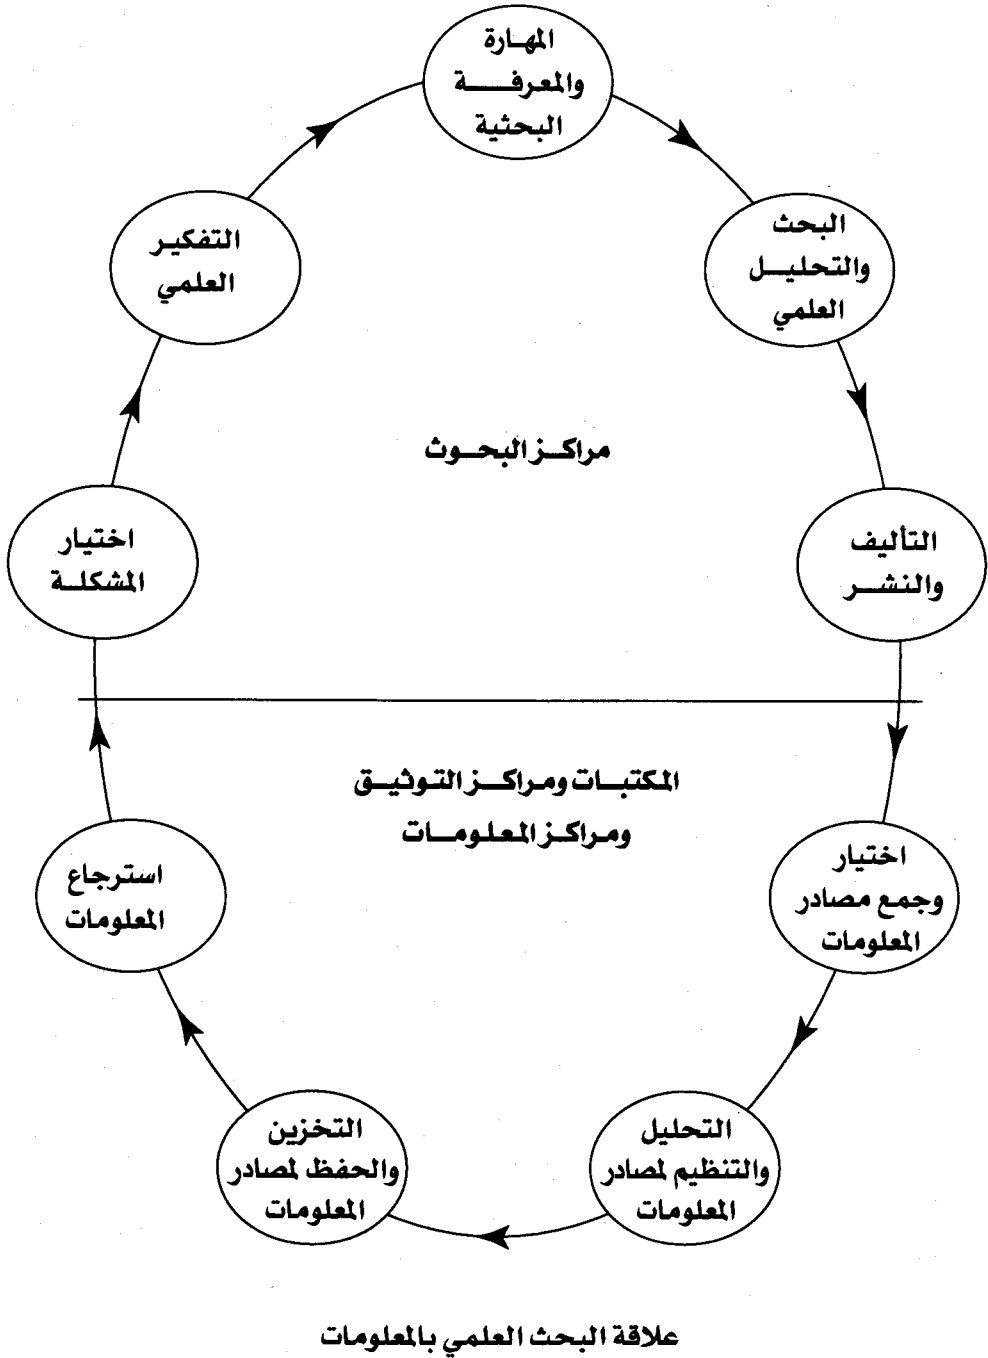 المهارة
والمعرفة
البحثية
البحث
والتحليل
العلمي
التفكير
العلمي
مراكز البحوث
التأليف
والنشر
اختيار
المشكلة
المكتبات ومراكز التوثيق
ومراكز المعلومات
اختيار
وجمع مصادر
المعلومات
استرجاع
المعلومات
التحليل
والتنظيم لمصادر
المعلومات
التخزين
والحفظ لمصادر
المعلومات
علاقة البحث العلمي بالمعلومات